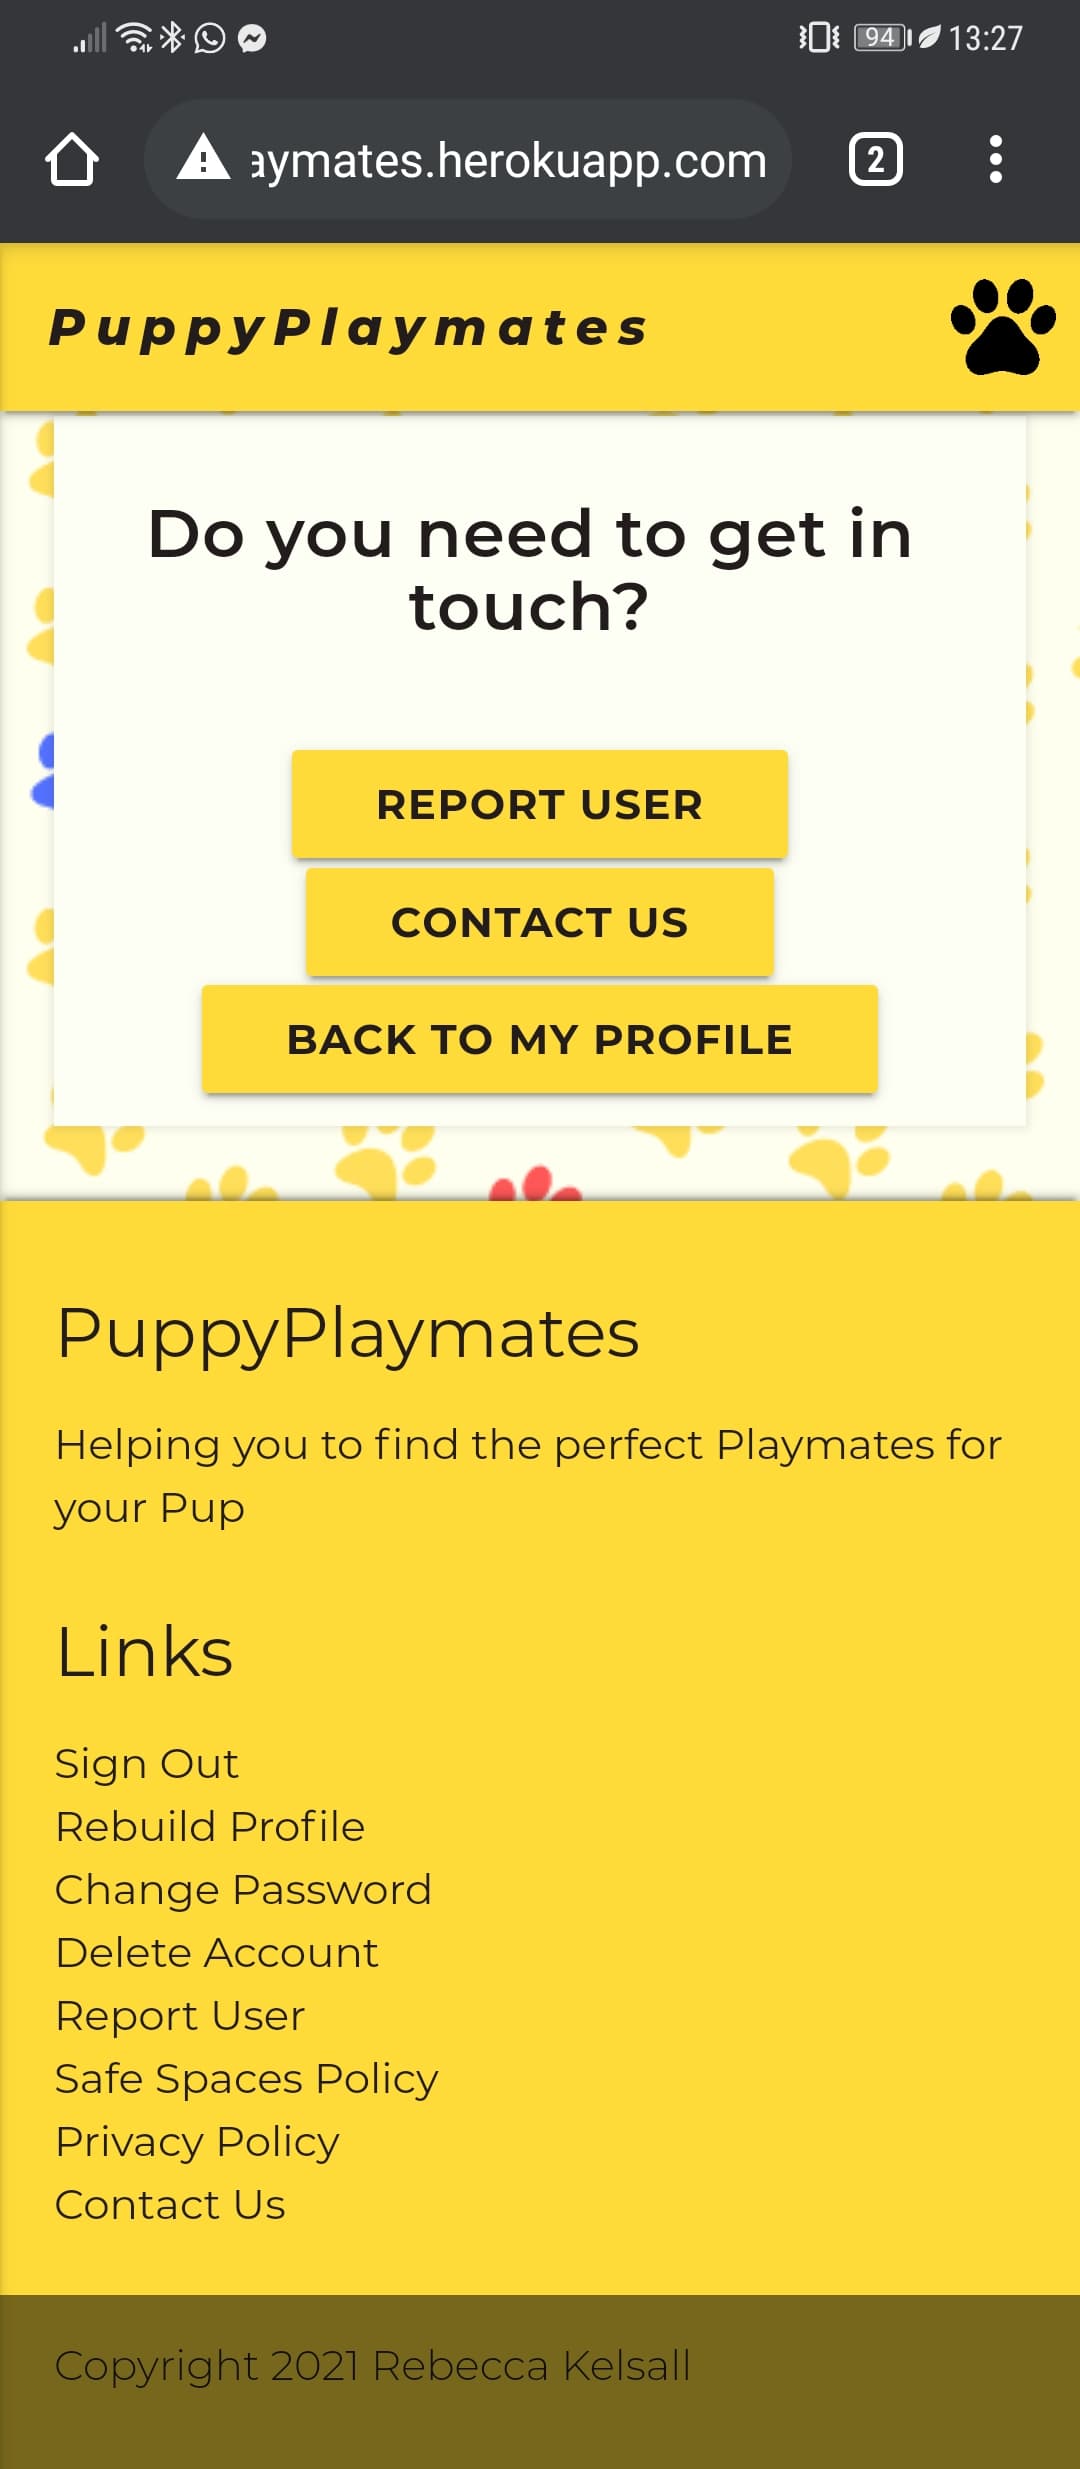 94 13:27
aymates.herokuapp.com 2
PuppyPlaymates
Do you need to get in
touch?
REPORT USER
CONTACT US
BACK TO MY PROFILE
PuppyPlaymates
Helping you to find the perfect Playmates for
your Pup
Links
Sign Out
Rebuild Profile
Change Password
Delete Account
Report User
Safe Spaces Policy
Privacy Policy
Contact Us
Copyright 2021 Rebecca Kelsall